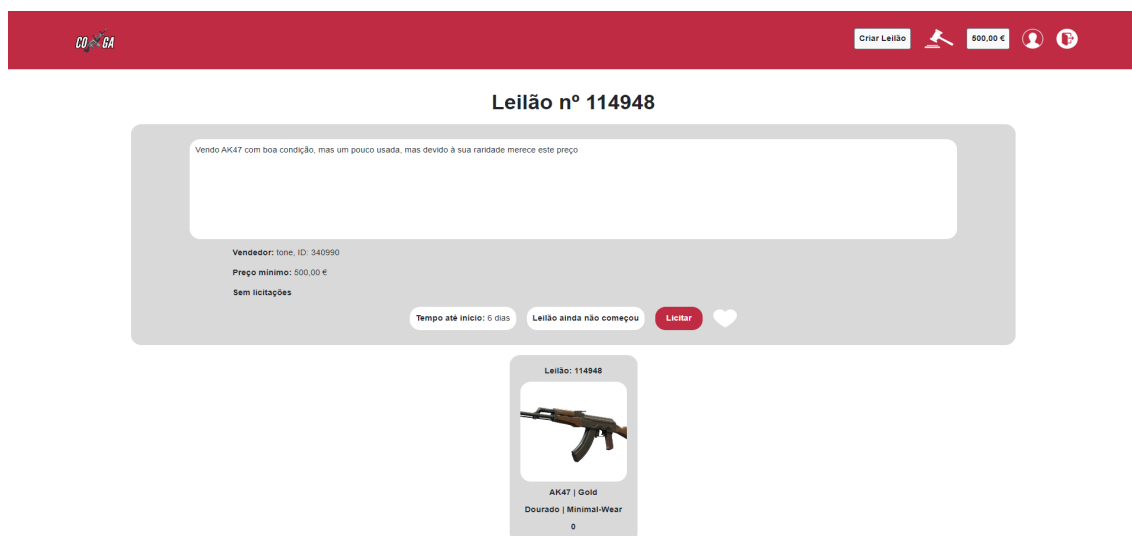 CO GA
Criar Leilão
500,00 €
Leilão nº 114948
Vendo AK47 com boa condição, mas um pouco usada, mas devido à sua raridade merece este preço
Vendedor: tone, ID: 340990
Preço mínimo: 500,00 €
Sem licitações
Tempo até início: 6 dias
Leilão ainda não começou
Licitar
Leilão: 114948
AK47 | Gold
Dourado | Minimal-Wear
0